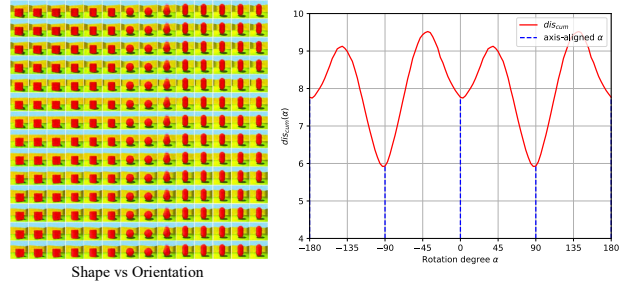 Shape vs Orientation
dis_cum(α)
10
9
8
7
6
5
4
dis_cum
axis-aligned α
−180 −135 −90 −45 0 45 90 135 180
Rotation degree α